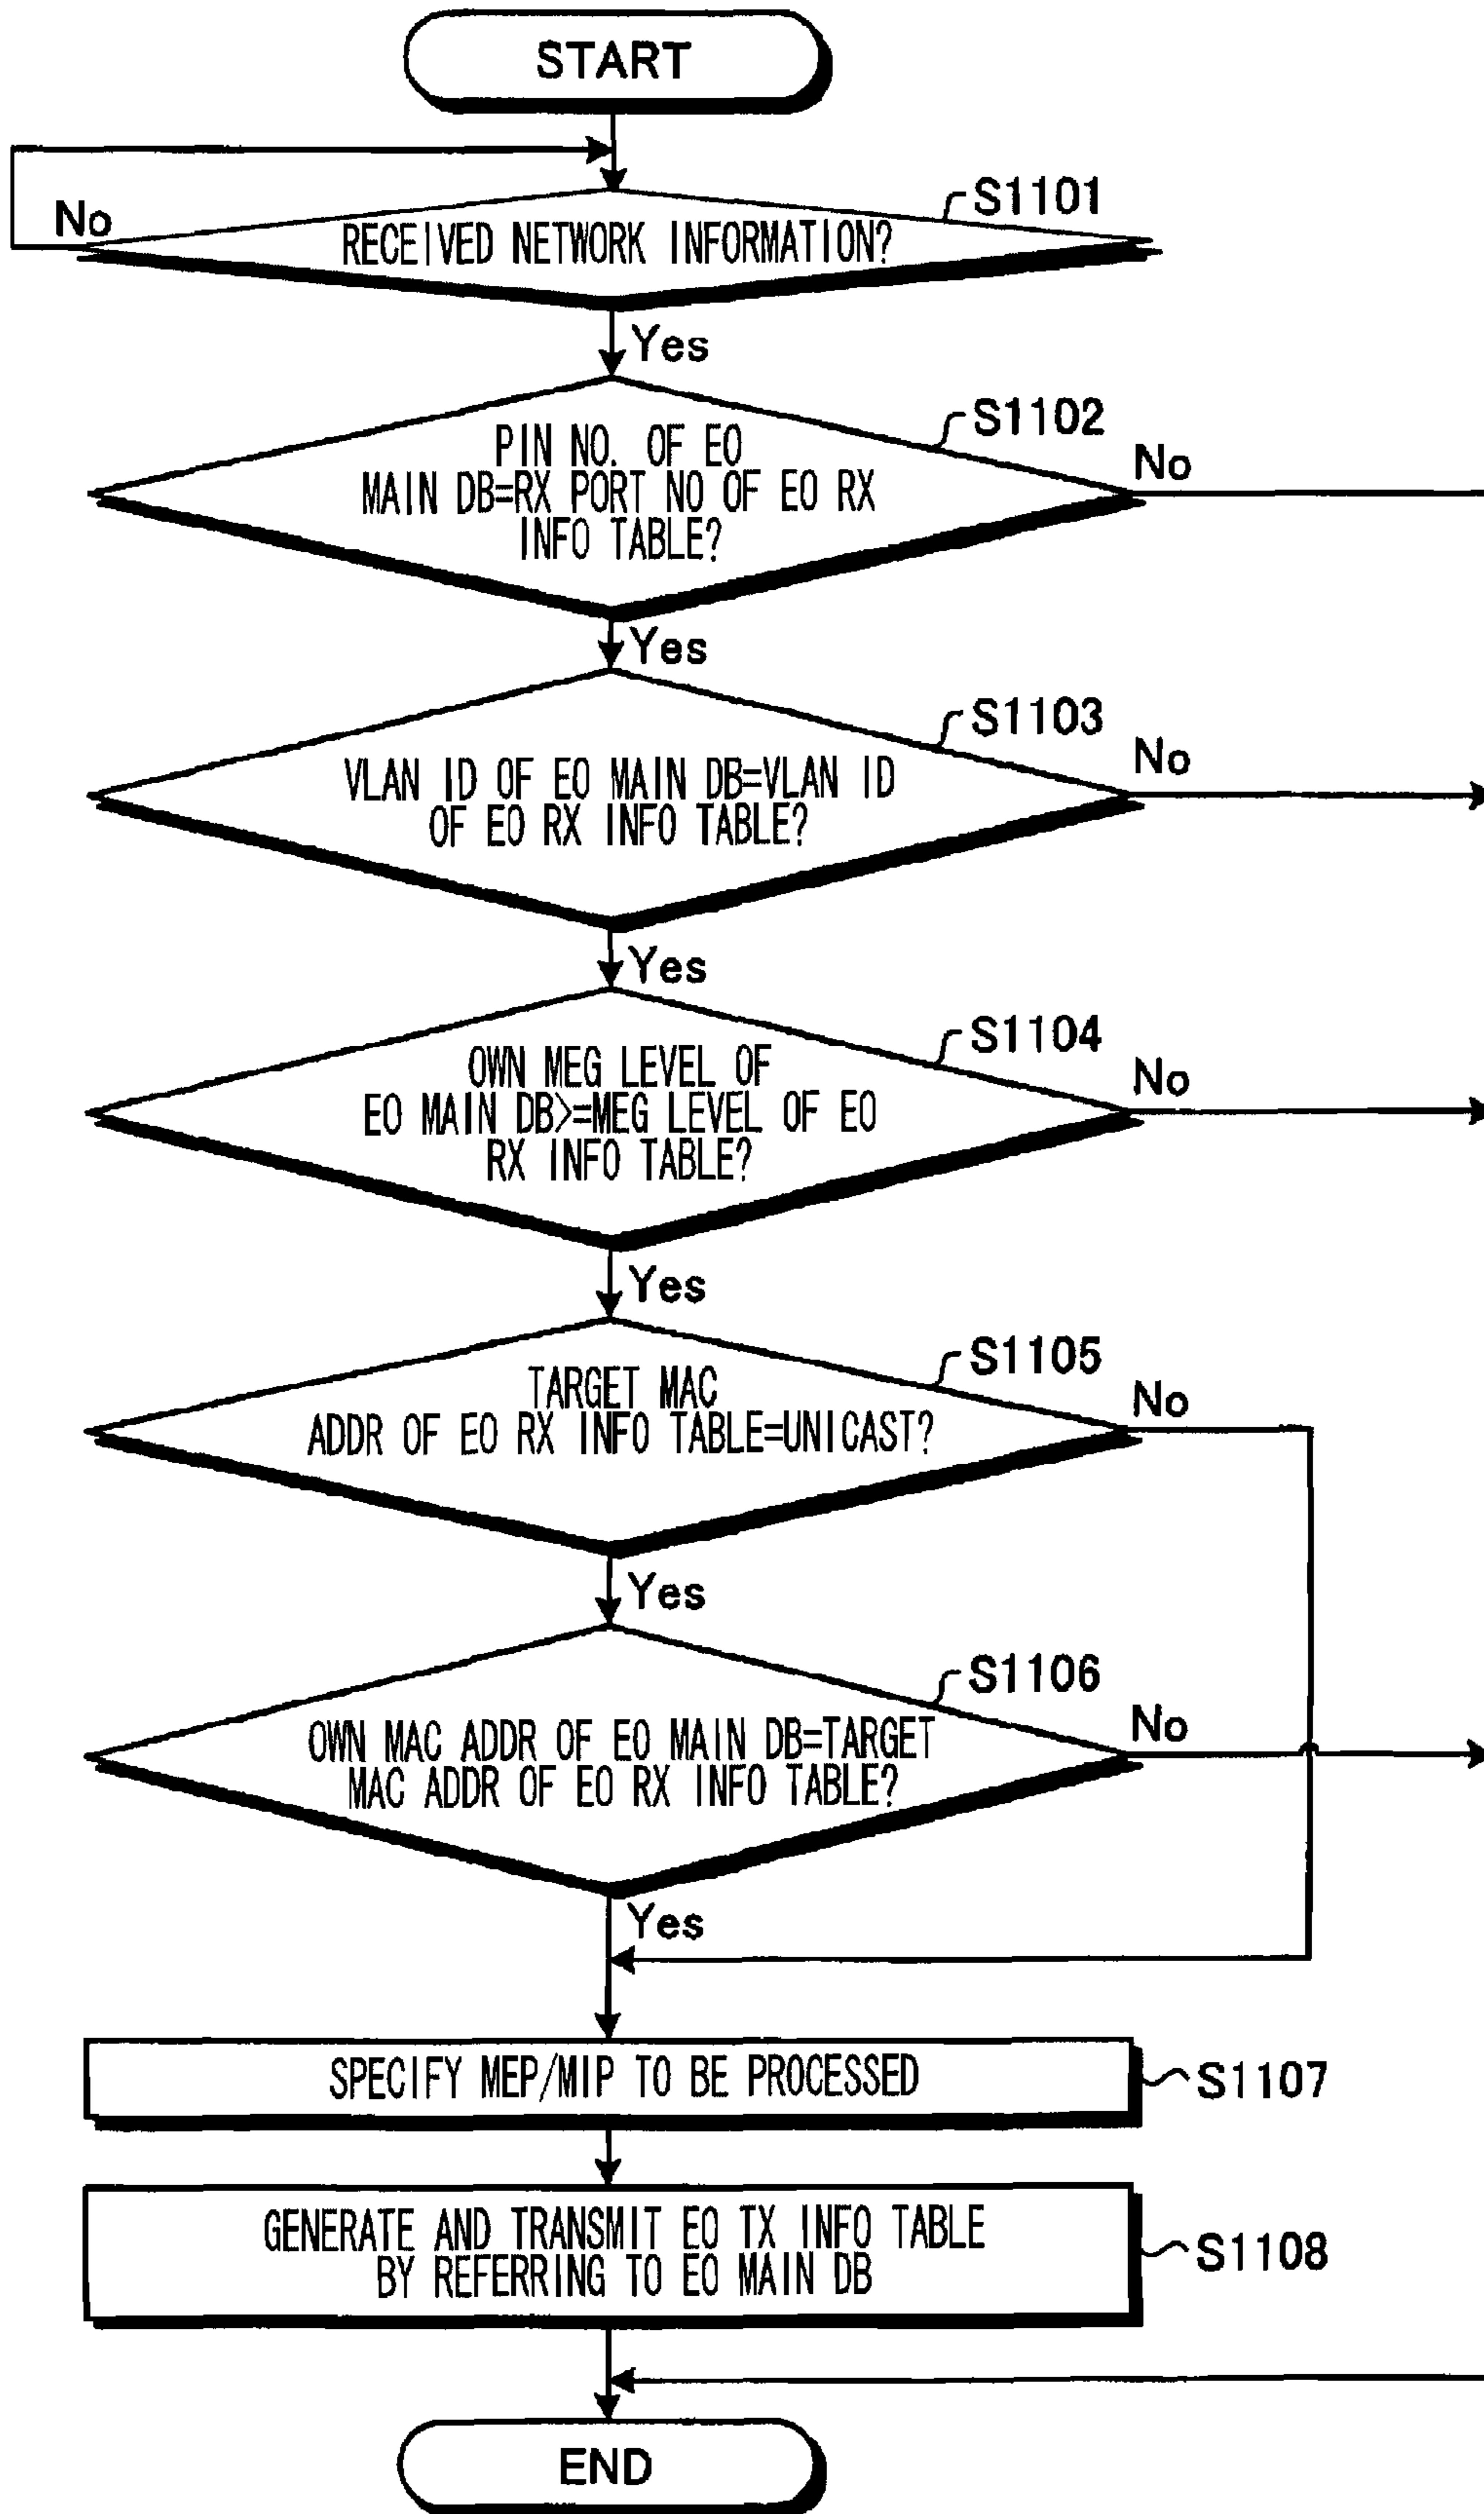 START
No
S1101
RECEIVED NETWORK INFORMATION?
Yes
S1102
PIN NO. OF EO
MAIN DB=RX PORT NO OF EO RX
INFO TABLE?
No
Yes
S1103
VLAN ID OF EO MAIN DB=VLAN ID
OF EO RX INFO TABLE?
No
Yes
S1104
OWN MEG LEVEL OF
EO MAIN DB>=MEG LEVEL OF EO
RX INFO TABLE?
No
Yes
S1105
TARGET MAC
ADDR OF EO RX INFO TABLE=UNICAST?
No
Yes
S1106
OWN MAC ADDR OF EO MAIN DB=TARGET
MAC ADDR OF EO RX INFO TABLE?
No
Yes
SPECIFY MEP/MIP TO BE PROCESSED
S1107
GENERATE AND TRANSMIT EO TX INFO TABLE
BY REFERRING TO EO MAIN DB
S1108
END